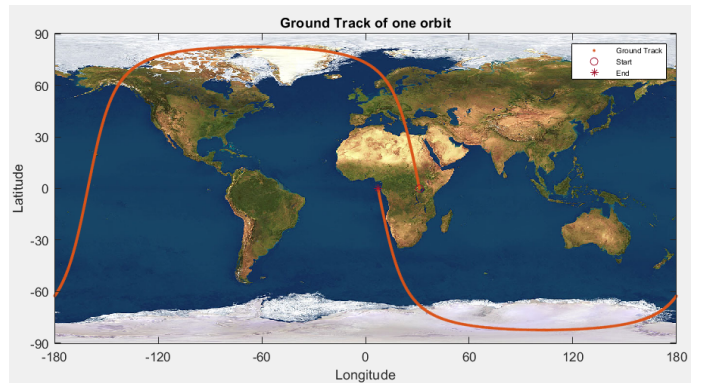 Ground Track of one orbit
Ground Track
Start
End
90
60
30
0
-30
-60
-90
Latitude
-180
-120
-60
0
60
120
180
Longitude